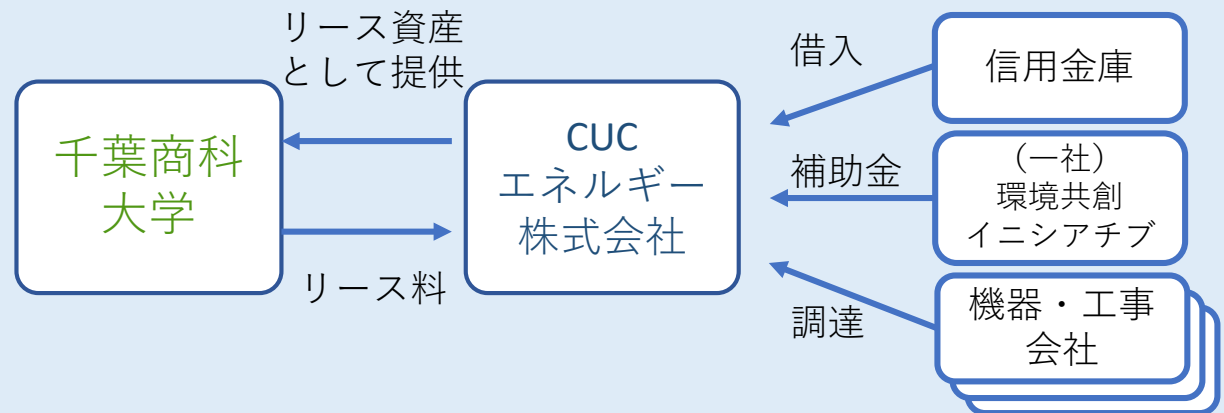 リース資産
として提供
千葉商科
大学
リース料
CUC
エネルギー
株式会社
借入
補助金
調達
信用金庫
（一社）
環境共創
イニシアチブ
機器・工事
会社